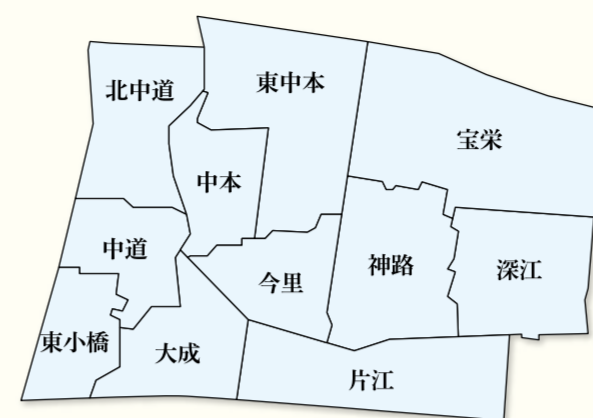 北中道
東中本
宝栄
中本
中道
今里
神路
深江
東小橋
大成
片江